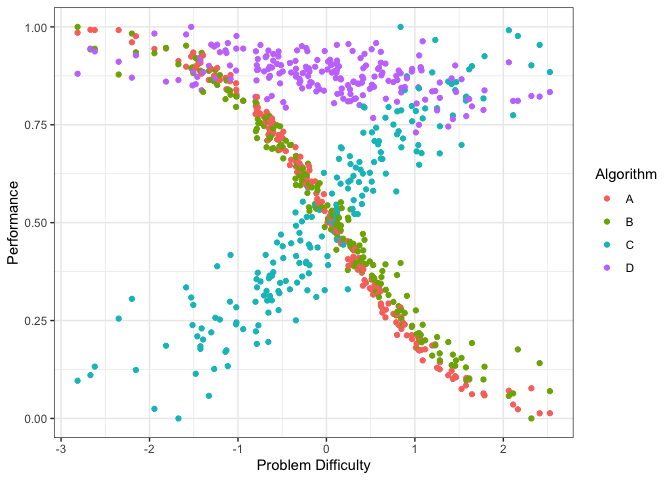 1.00
0.75
0.50
0.25
0.00
Performance
-3 -2 -1 0 1 2
Problem Difficulty
Algorithm
A
B
C
D